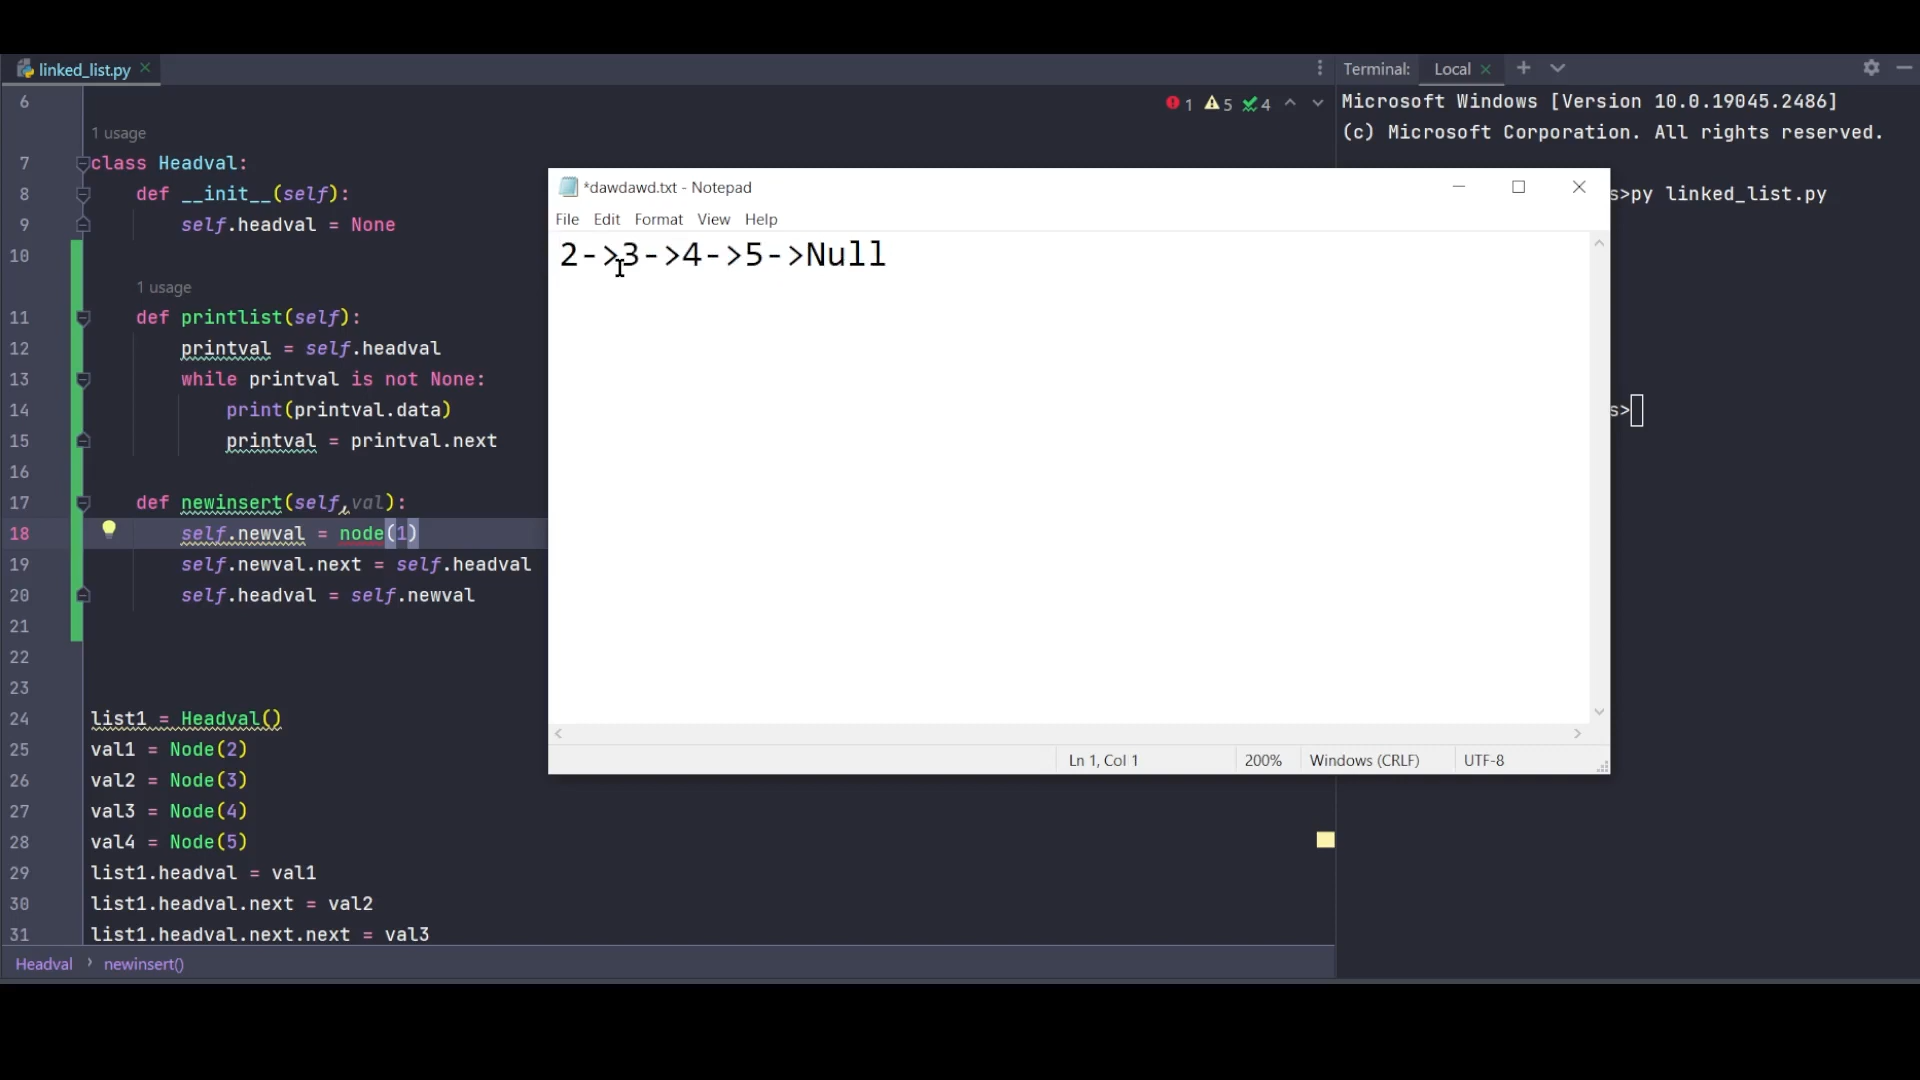 linked_list.py
1 5 4
6
1 usage
7 class Headval:
8 def __init__(self):
9 self.headval = None
10
1 usage
11 def printlist(self):
12 printval = self.headval
13 while printval is not None:
14 print(printval.data)
15 printval = printval.next
16
17 def newinsert(self,val):
18 self.newval = node(1)
19 self.newval.next = self.headval
20 self.headval = self.newval
21
22
23
24 list1 = Headval()
25 val1 = Node(2)
26 val2 = Node(3)
27 val3 = Node(4)
28 val4 = Node(5)
29 list1.headval = val1
30 list1.headval.next = val2
31 list1.headval.next.next = val3
Headval › newinsert()
*dawdawd.txt - Notepad
File Edit Format View Help
2->3->4->5->Null
Ln 1, Col 1 200% Windows (CRLF) UTF-8
Terminal: Local
Microsoft Windows [Version 10.0.19045.2486]
(c) Microsoft Corporation. All rights reserved.
s>py linked_list.py
s>